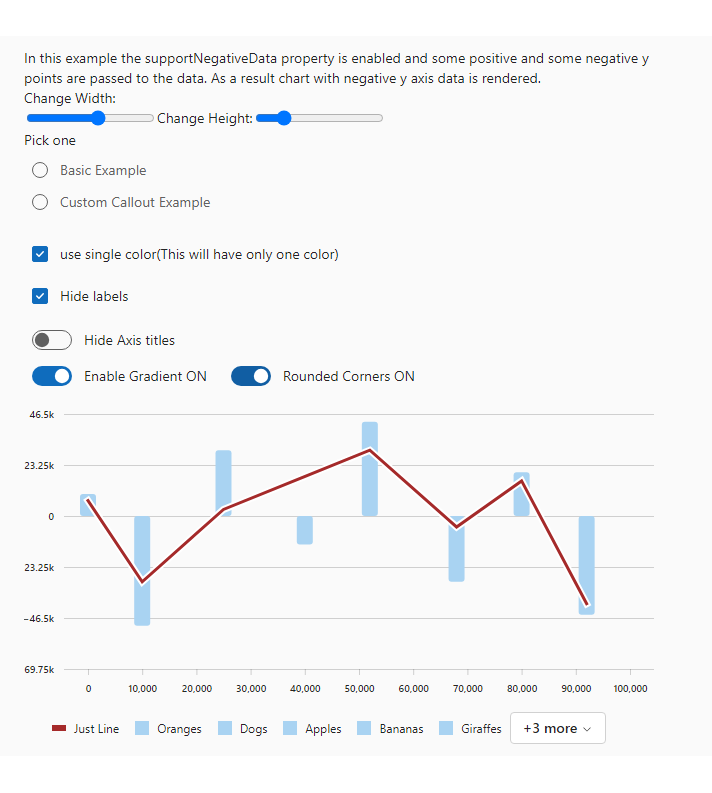 In this example the supportNegativeData property is enabled and some positive and some negative y
points are passed to the data. As a result chart with negative y axis data is rendered.
Change Width:
Change Height:
Pick one
Basic Example
Custom Callout Example
use single color(This will have only one color)
Hide labels
Hide Axis titles
Enable Gradient ON Rounded Corners ON
46.5k
23.25k
0
23.25k
−46.5k
69.75k
0 10,000 20,000 30,000 40,000 50,000 60,000 70,000 80,000 90,000 100,000
Just Line Oranges Dogs Apples Bananas Giraffes +3 more